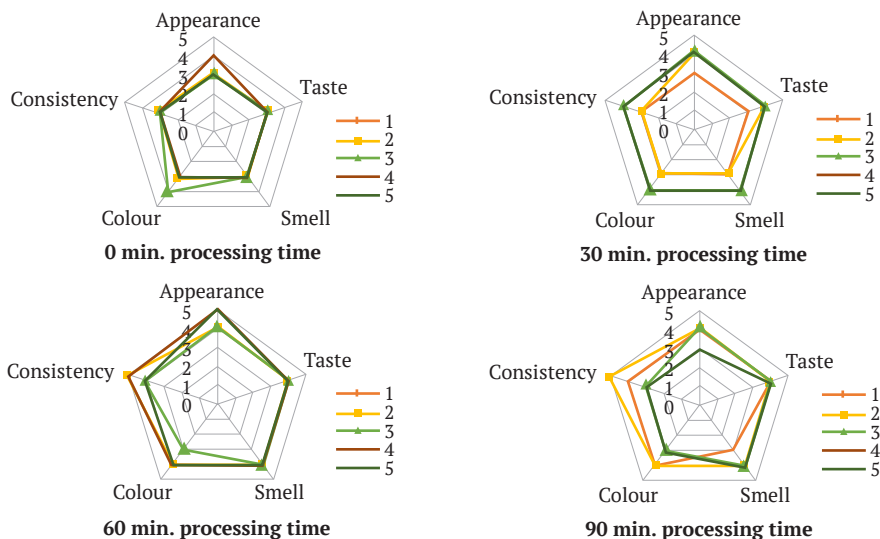 Appearance
5
4
3
2
1
0
Taste
Consistency
Colour
Smell
1
2
3
4
5
0 min. processing time
Appearance
5
4
3
2
1
0
Taste
Consistency
Colour
Smell
1
2
3
4
5
30 min. processing time
Appearance
5
4
3
2
1
0
Taste
Consistency
Colour
Smell
1
2
3
4
5
60 min. processing time
Appearance
5
4
3
2
1
0
Taste
Consistency
Colour
Smell
1
2
3
4
5
90 min. processing time